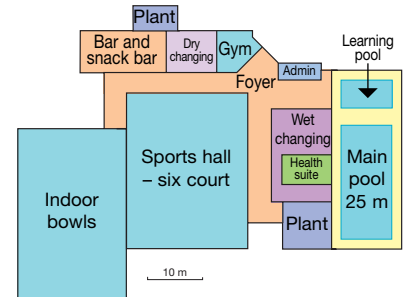 Plant
Bar and
snack bar
Dry
changing
Gym
Foyer
Admin
Learning
pool
Wet
changing
Health
suite
Main
pool
25 m
Sports hall
– six court
Indoor
bowls
Plant
10 m